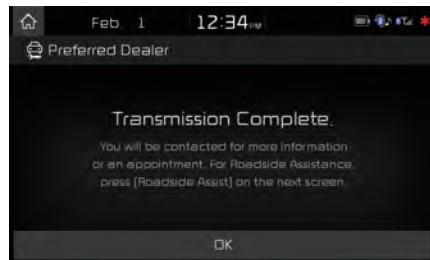 Feb. 1 12:34 PM
Preferred Dealer
Transmission Complete.
You will be contacted for more information
or an appointment. For Roadside Assistance,
press [Roadside Assist] on the next screen.
OK